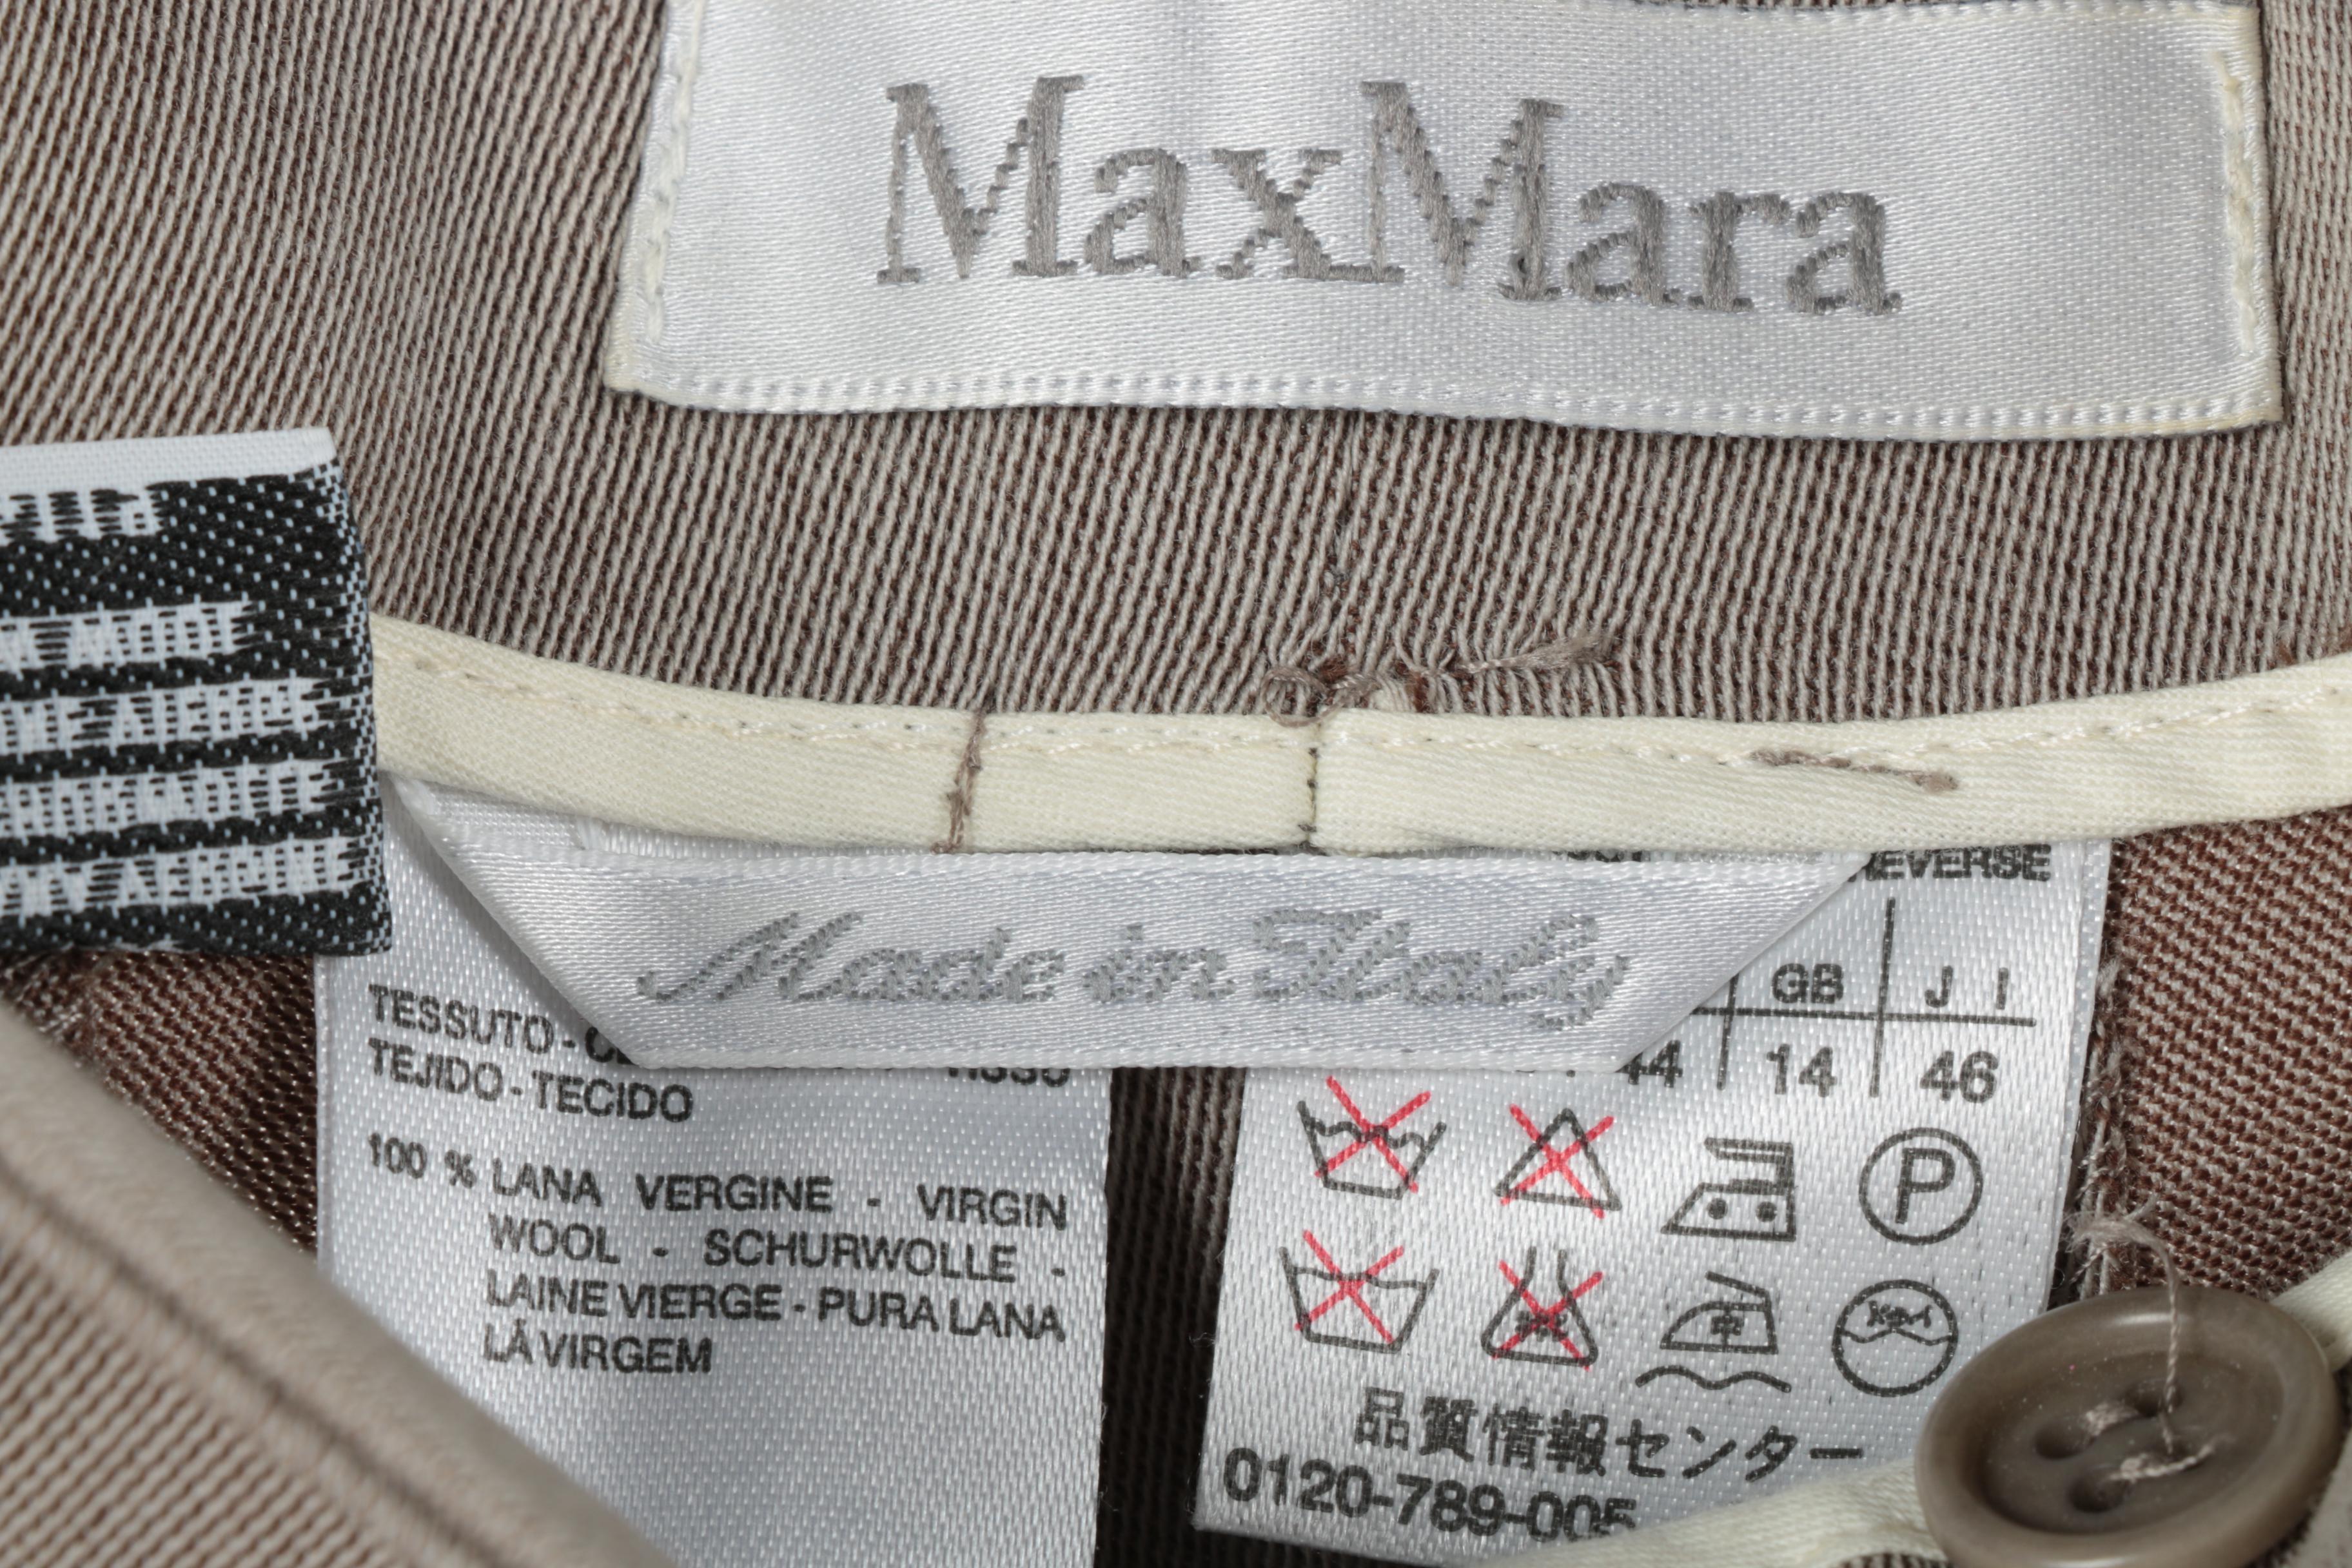 MaxMara
Made in Italy
TESSUTO -
TEJIDO - TECIDO
100 % LANA VERGINE - VIRGIN
WOOL - SCHURWOLLE -
LAINE VIERGE - PURA LANA
LÃ VIRGEM
REVERSE
GB J I
44 14 46
P
中
品質情報センター
0120-789-005